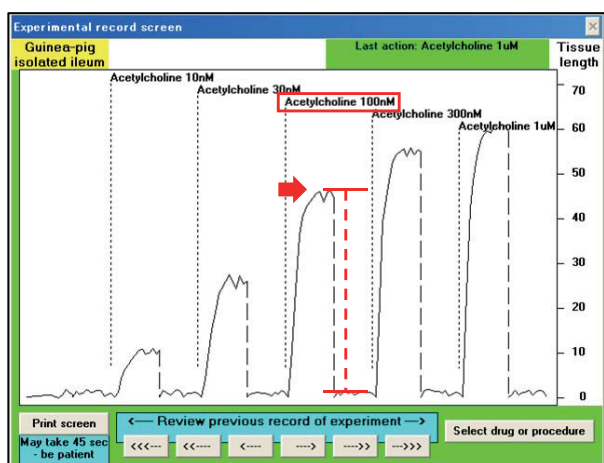 Experimental record screen
Guinea-pig
isolated ileum
Last action: Acetylcholine 1uM
Tissue
length
Acetylcholine 10nM
Acetylcholine 30nM
Acetylcholine 100nM
Acetylcholine 300nM
Acetylcholine 1uM
70
60
50
40
30
20
10
0
Print screen
May take 45 sec
- be patient
<---- Review previous record of experiment ---->
<<<---
<<----
<----
---->
---->>
--->>>
Select drug or procedure